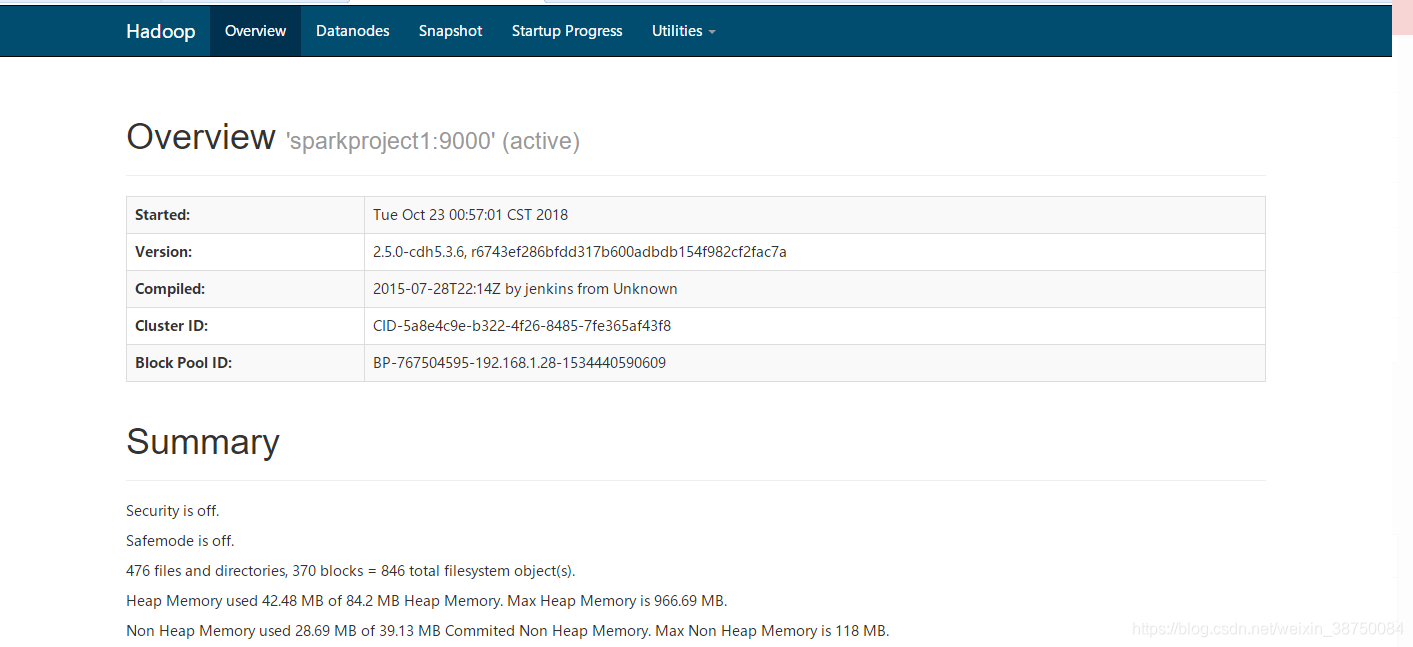 Hadoop Overview Datanodes Snapshot Startup Progress Utilities
Overview 'sparkproject1:9000' (active)
Started: Tue Oct 23 00:57:01 CST 2018
Version: 2.5.0-cdh5.3.6, r6743ef286bfdd317b600adbdb154f982cf2fac7a
Compiled: 2015-07-28T22:14Z by jenkins from Unknown
Cluster ID: CID-5a8e4c9e-b322-4f26-8485-7fe365af43f8
Block Pool ID: BP-767504595-192.168.1.28-1534440590609
Summary
Security is off.
Safemode is off.
476 files and directories, 370 blocks = 846 total filesystem object(s).
Heap Memory used 42.48 MB of 84.2 MB Heap Memory. Max Heap Memory is 966.69 MB.
Non Heap Memory used 28.69 MB of 39.13 MB Commited Non Heap Memory. Max Non Heap Memory is 118 MB.
https://blog.csdn.net/weixin_38750084